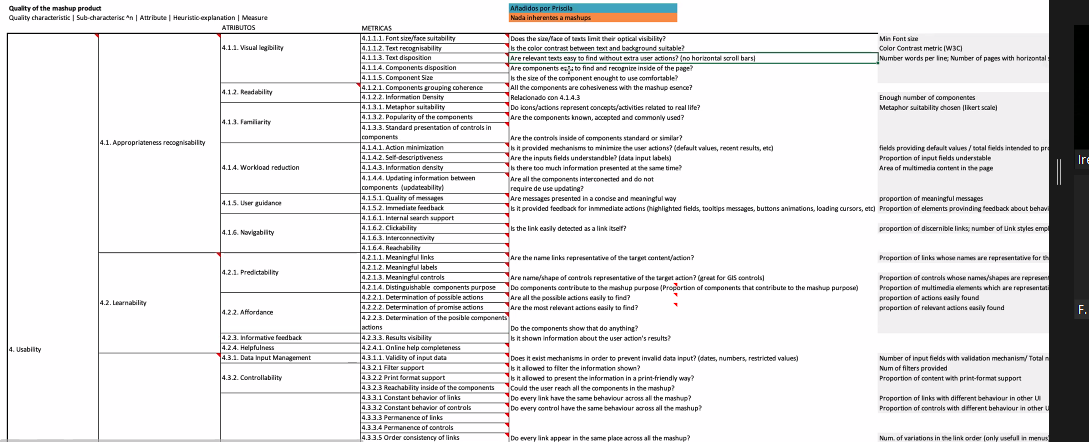 Quality of the mashup product
Añadidos por Priscila
Quality characteristic | Sub-characterisc ^n | Attribute | Heuristic-explanation | Measure
Nada inherentes a mashups
ATRIBUTOS
METRICAS
4. Usability
4.1. Appropriateness recognisability
4.1.1. Visual legibility
4.1.1.1. Font size/face suitability
Does the size/face of texts limit their optical visibility?
Min Font size
4.1.1.2. Text recognisability
Is the color contrast between text and background suitable?
Color Contrast metric (W3C)
4.1.1.3. Text disposition
Are relevant texts easy to find without extra user actions? (no horizontal scroll bars)
Number words per line; Number of pages with horizontal s
4.1.1.4. Components disposition
Are components to find and recognize inside of the page?
4.1.1.5. Component Size
Is the size of the component enought to use comfortable?
4.1.2. Readability
4.1.2.1. Components grouping coherence
All the components are cohesiveness with the mashup esence?
4.1.2.2. Information Density
Relacionado con 4.1.4.3
Enough number of componentes
4.1.3. Familiarity
4.1.3.1. Metaphor suitability
Do icons/actions represent concepts/activities related to real life?
Metaphor suitability chosen (likert scale)
4.1.3.2. Popularity of the components
Are the components known, accepted and commonly used?
4.1.3.3. Standard presentation of controls in
components
Are the controls inside of components standard or similar?
4.1.4. Workload reduction
4.1.4.1. Action minimization
Is it provided mechanisms to minimize the user actions? (default values, recent results, etc)
fields providing default values / total fields intended to pro
4.1.4.2. Self-descriptiveness
Are the inputs fields understandble? (data input labels)
Proportion of input fields understable
4.1.4.3. Information density
Is there too much information presented at the same time?
Area of multimedia content in the page
4.1.4.4. Updating information between
components (updateability)
Are all the components interconected and do not
require de use updating?
4.1.5. User guidance
4.1.5.1. Quality of messages
Are messages presented in a concise and meaningful way
proportion of meaningful messages
4.1.5.2. Immediate feedback
Is it provided feedback for inmediate actions (highlighted fields, tooltips messages, buttons animations, loading cursors, etc)
Proportion of elements provinding feedback about behavi
4.1.6. Navigability
4.1.6.1. Internal search support
4.1.6.2. Clickability
Is the link easily detected as a link itself?
proportion of discernible links; number of Link styles empl
4.1.6.3. Interconectivity
4.1.6.4. Reachability
4.2. Learnability
4.2.1. Predictability
4.2.1.1. Meaningful links
Are the name links representative of the target content/action?
Proportion of links whose names are representative for th
4.2.1.2. Meaningful labels
4.2.1.3. Meaningful controls
Are name/shape of controls representative of the target action? (great for GIS controls)
Proportion of controls whose names/shapes are represent
4.2.1.4. Distinguishable components purpose
Do components contribute to the mashup purpose (Proportion of components that contribute to the mashup purpose)
Proportion of multimedia elements which are representati
4.2.2. Affordance
4.2.2.1. Determination of possible actions
Are all the possible actions easily to find?
proportion of actions easily found
4.2.2.2. Determination of promise actions
Are the most relevant actions easily to find?
proportion of relevant actions easily found
4.2.2.3. Determination of the posible components
actions
Do the components show that do anything?
4.2.3. Informative feedback
4.2.3.3. Results visibility
Is it shown information about the user action's results?
4.2.4. Helpfulness
4.2.4.1. Online help completeness
4.3.1. Data Input Management
4.3.1.1. Validity of input data
Does it exist mechanism in order to prevent invalid data input? (dates, numbers, restricted values)
Number of input fields with validation mechanism/ Total n
4.3.2. Controllability
4.3.2.1 Filter support
Is it allowed to filter the information shown?
Num of filters provided
4.3.2.2 Print format support
Is it allowed to present the information in a print-friendly way?
Proportion of content with print-format support
4.3.2.3 Reachability inside of the components
Could the user reach all the components in the mashup?
4.3.3.1 Constant behavior of links
Do every link have the same behaviour across all the mashup?
Proportion of links with different behaviour in other UI
4.3.3.2 Constant behavior of controls
Do every control have the same behaviour across all the mashup?
Proportion of controls with different behaviour in other U
4.3.3.3 Permanence of links
4.3.3.4 Permanence of controls
4.3.3.5 Order consistency of links
Do every link appear in the same place across all the mashup?
Num. of variations in the link order (only usefull in menus
Ire
F.